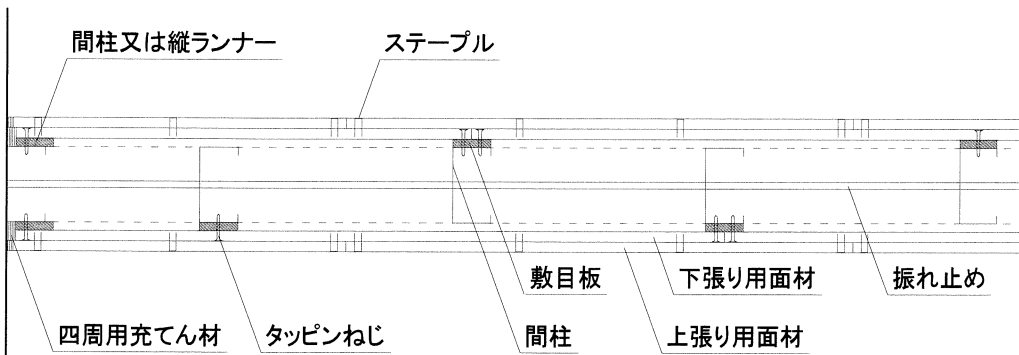 間柱又は縦ランナー
ステープル
敷目板
下張り用面材
振れ止め
四周用充てん材
タッピンねじ
間柱
上張り用面材